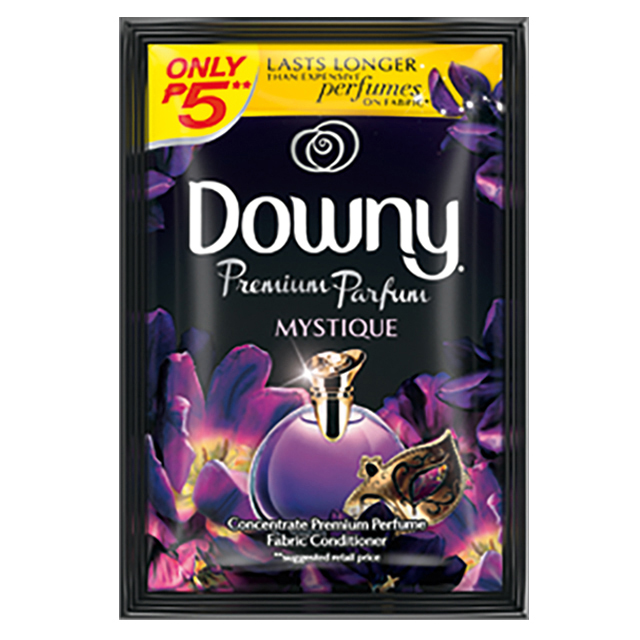 ONLY
₱5**
LASTS LONGER
THAN EXPENSIVE
perfumes
ON FABRIC*
Downy
Premium Parfum
MYSTIQUE
Concentrate Premium Perfume
Fabric Conditioner
**suggested retail price